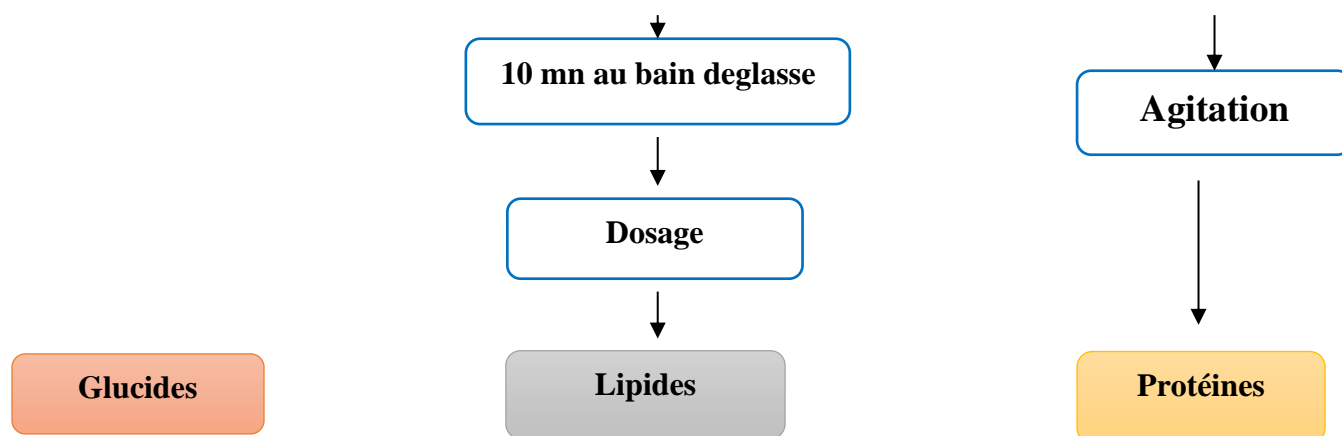 10 mn au bain deglasse
Agitation
Dosage
Glucides
Lipides
Protéines